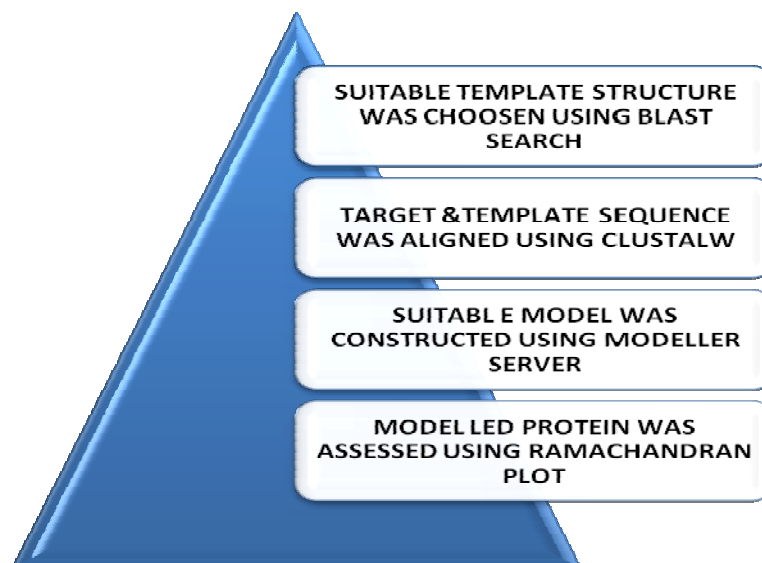 SUITABLE TEMPLATE STRUCTURE
WAS CHOOSEN USING BLAST
SEARCH
TARGET &TEMPLATE SEQUENCE
WAS ALIGNED USING CLUSTALW
SUITABL E MODEL WAS
CONSTRUCTED USING MODELLER
SERVER
MODEL LED PROTEIN WAS
ASSESSED USING RAMACHANDRAN
PLOT